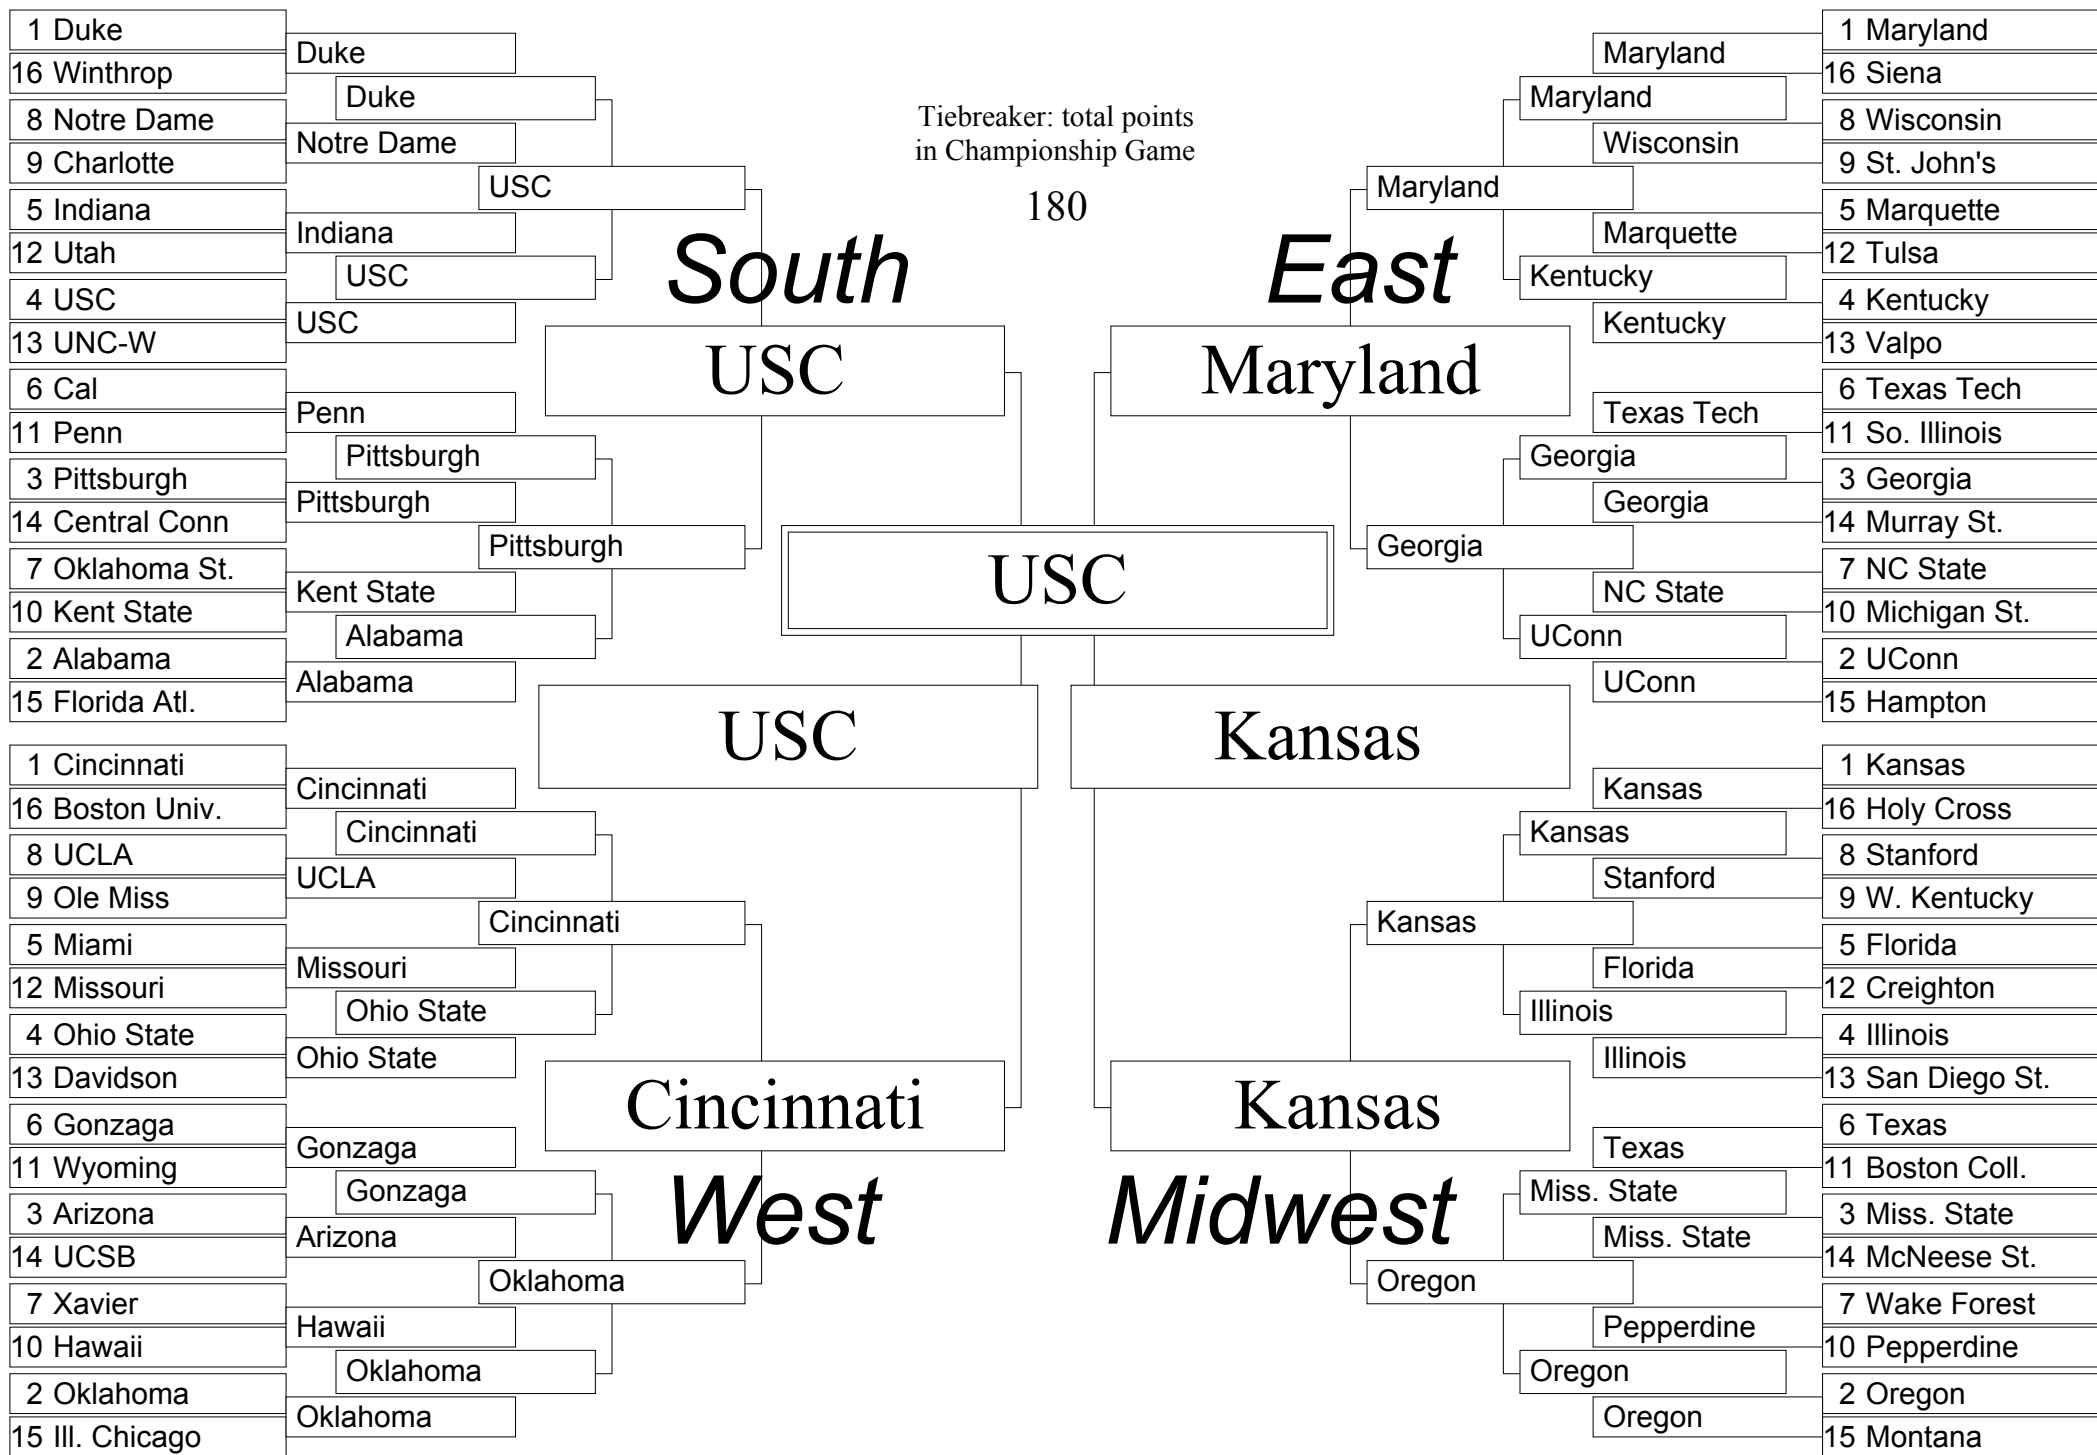 1 Duke
16 Winthrop
8 Notre Dame
9 Charlotte
5 Indiana
12 Utah
4 USC
13 UNC-W
6 Cal
11 Penn
3 Pittsburgh
14 Central Conn
7 Oklahoma St.
10 Kent State
2 Alabama
15 Florida Atl.
Duke
Notre Dame
Indiana
USC
Penn
Pittsburgh
Kent State
Alabama
Duke
USC
Pittsburgh
Alabama
USC
Pittsburgh
South
USC
1 Cincinnati
16 Boston Univ.
8 UCLA
9 Ole Miss
5 Miami
12 Missouri
4 Ohio State
13 Davidson
6 Gonzaga
11 Wyoming
3 Arizona
14 UCSB
7 Xavier
10 Hawaii
2 Oklahoma
15 Ill. Chicago
Cincinnati
UCLA
Missouri
Ohio State
Gonzaga
Arizona
Hawaii
Oklahoma
Cincinnati
Ohio State
Gonzaga
Oklahoma
Cincinnati
Oklahoma
Cincinnati
West
Tiebreaker: total points
in Championship Game
180
USC
USC
Kansas
East
Maryland
Maryland
Georgia
Maryland
Kentucky
Georgia
UConn
Maryland
Wisconsin
Marquette
Kentucky
Texas Tech
Georgia
NC State
UConn
1 Maryland
16 Siena
8 Wisconsin
9 St. John's
5 Marquette
12 Tulsa
4 Kentucky
13 Valpo
6 Texas Tech
11 So. Illinois
3 Georgia
14 Murray St.
7 NC State
10 Michigan St.
2 UConn
15 Hampton
Kansas
Midwest
Kansas
Oregon
Kansas
Illinois
Miss. State
Oregon
Kansas
Stanford
Florida
Illinois
Texas
Miss. State
Pepperdine
Oregon
1 Kansas
16 Holy Cross
8 Stanford
9 W. Kentucky
5 Florida
12 Creighton
4 Illinois
13 San Diego St.
6 Texas
11 Boston Coll.
3 Miss. State
14 McNeese St.
7 Wake Forest
10 Pepperdine
2 Oregon
15 Montana